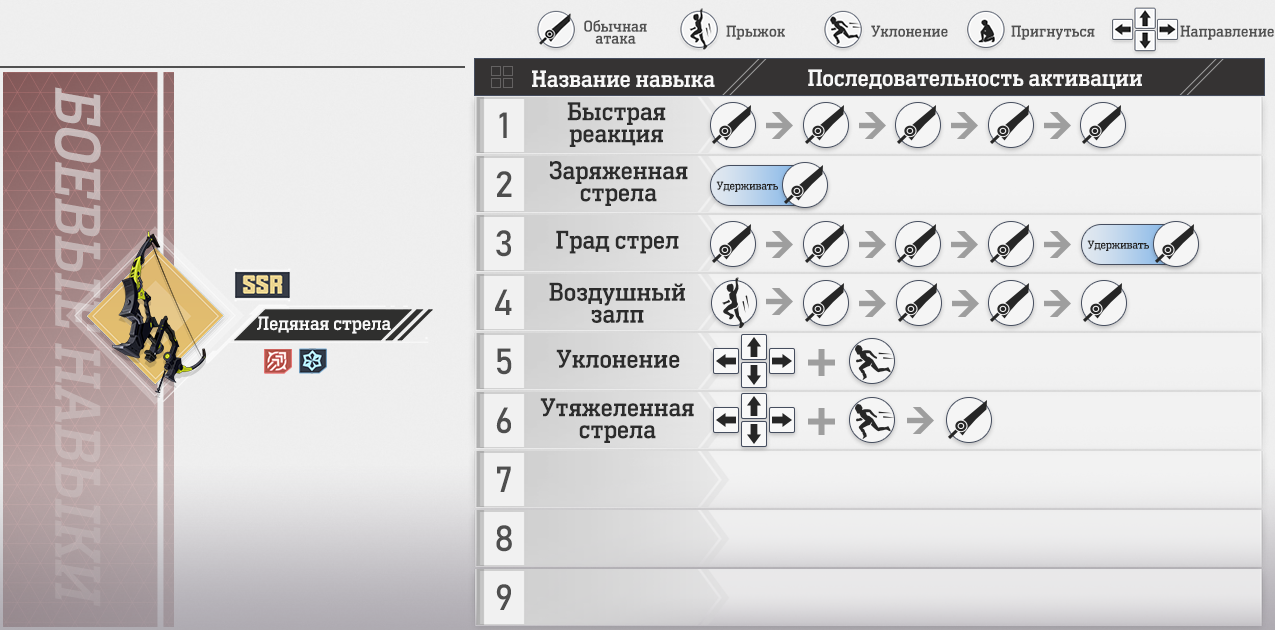 Обычная
атака
Прыжок
Уклонение
Пригнуться
Направление
Название навыка
Последовательность активации
БОЕВЫЕ НАВЫКИ
SSR
Ледяная стрела
1
Быстрая
реакция
2
Заряженная
стрела
Удерживать
3
Град стрел
Удерживать
4
Воздушный
залп
5
Уклонение
6
Утяжеленная
стрела
7
8
9